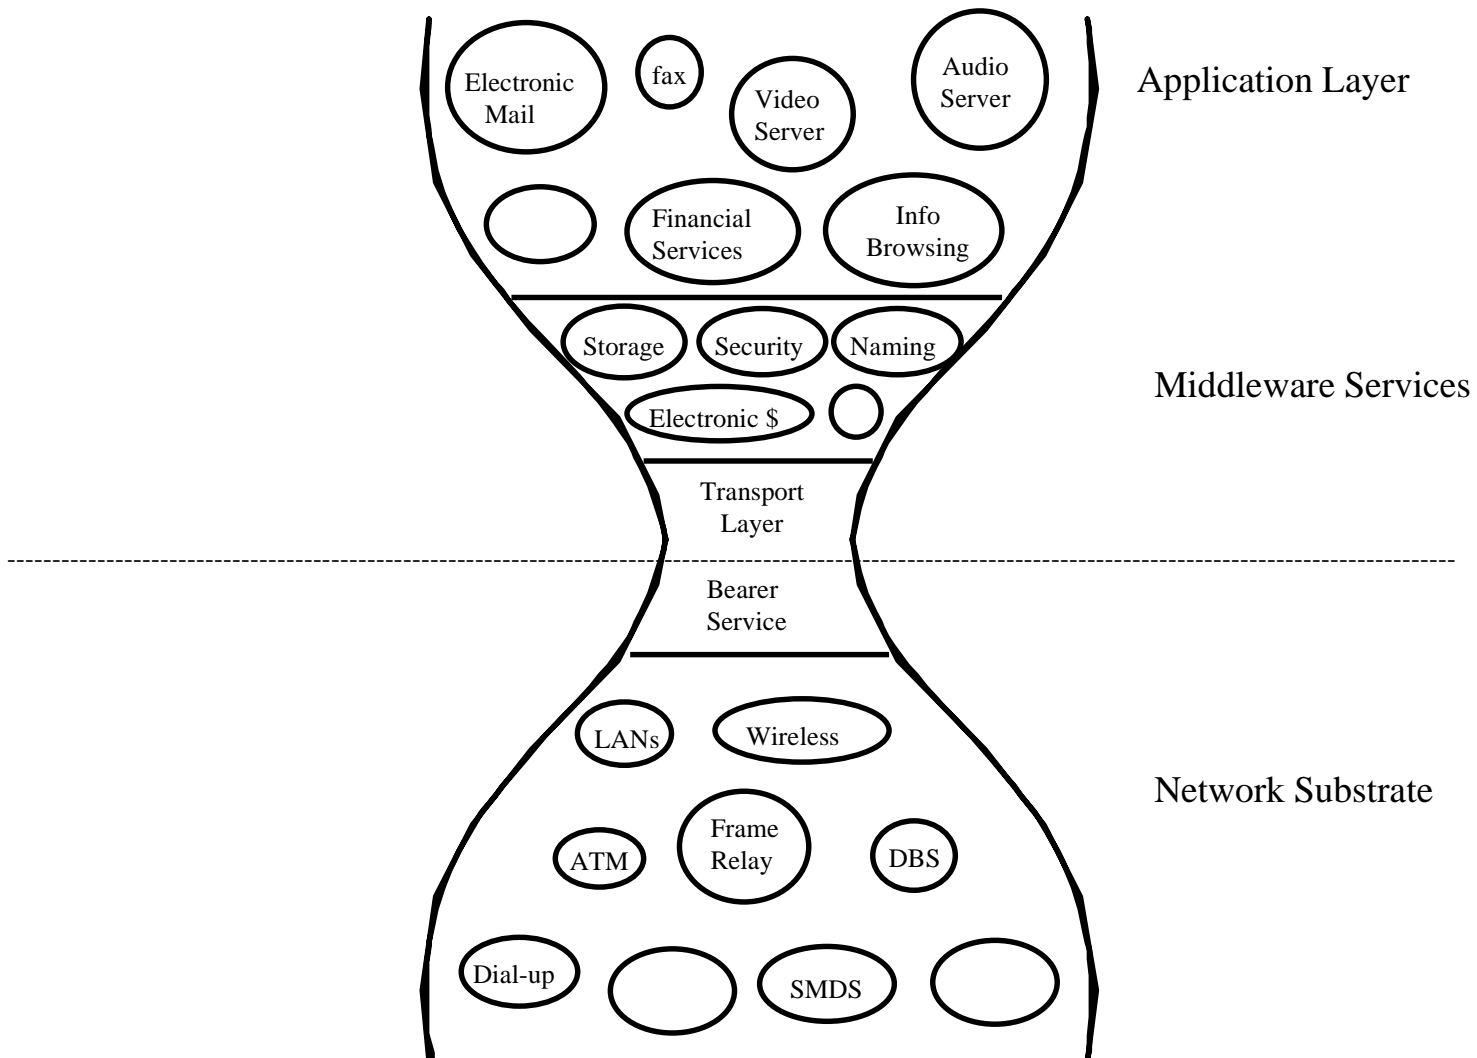 Electronic
Mail
fax
Video
Server
Audio
Server
Application Layer
Financial
Services
Info
Browsing
Storage
Security
Naming
Middleware Services
Electronic $
Transport
Layer
Bearer
Service
LANs
Wireless
Network Substrate
ATM
Frame
Relay
DBS
Dial-up
SMDS